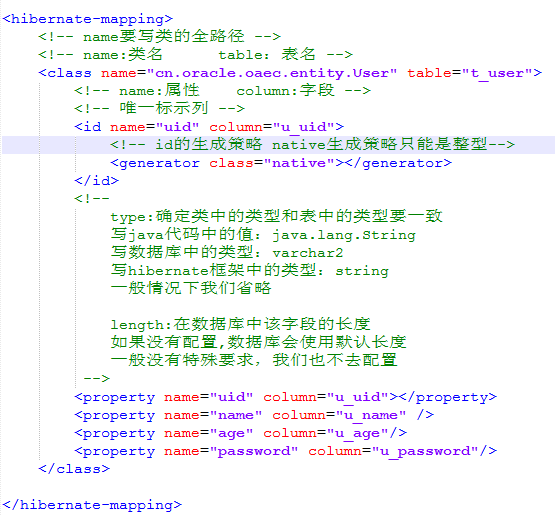 <hibernate-mapping>
<!-- name要写类的全路径 -->
<!-- name:类名 table: 表名 -->
<class name="cn.oracle.oaec.entity.User" table="t_user">
<!-- name:属性 column:字段 -->
<!-- 唯一标示列 -->
<id name="uid" column="u_uid">
<!-- id的生成策略 native生成策略只能是整型-->
<generator class="native"></generator>
</id>
<!--
type:确定类中的类型和表中的类型要一致
写java代码中的值: java.lang.String
写数据库中的类型: varchar2
写hibernate框架中的类型: string
一般情况下我们省略
length:在数据库中该字段的长度
如果没有配置,数据库会使用默认长度
一般没有特殊要求, 我们也不去配置
-->
<property name="uid" column="u_uid"></property>
<property name="name" column="u_name" />
<property name="age" column="u_age"/>
<property name="password" column="u_password"/>
</class>
</hibernate-mapping>